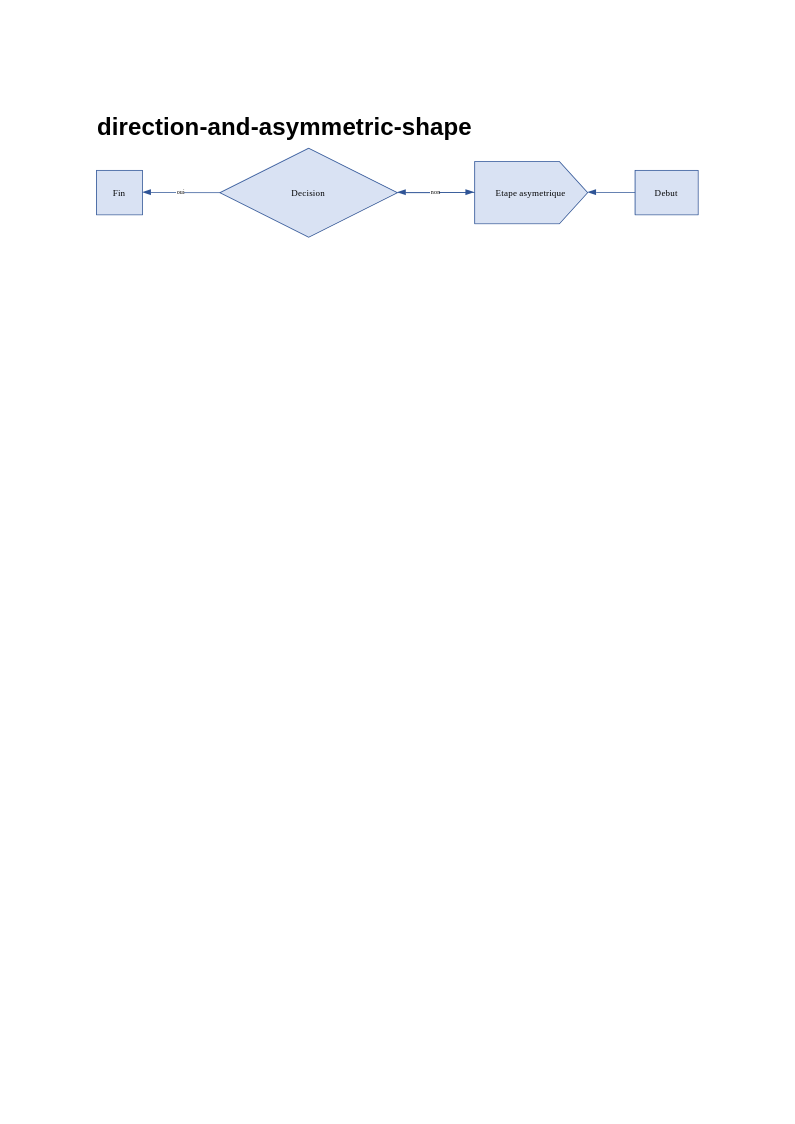 direction-and-asymmetric-shape
Fin
oui
Decision
non
Etape asymetrique
Debut